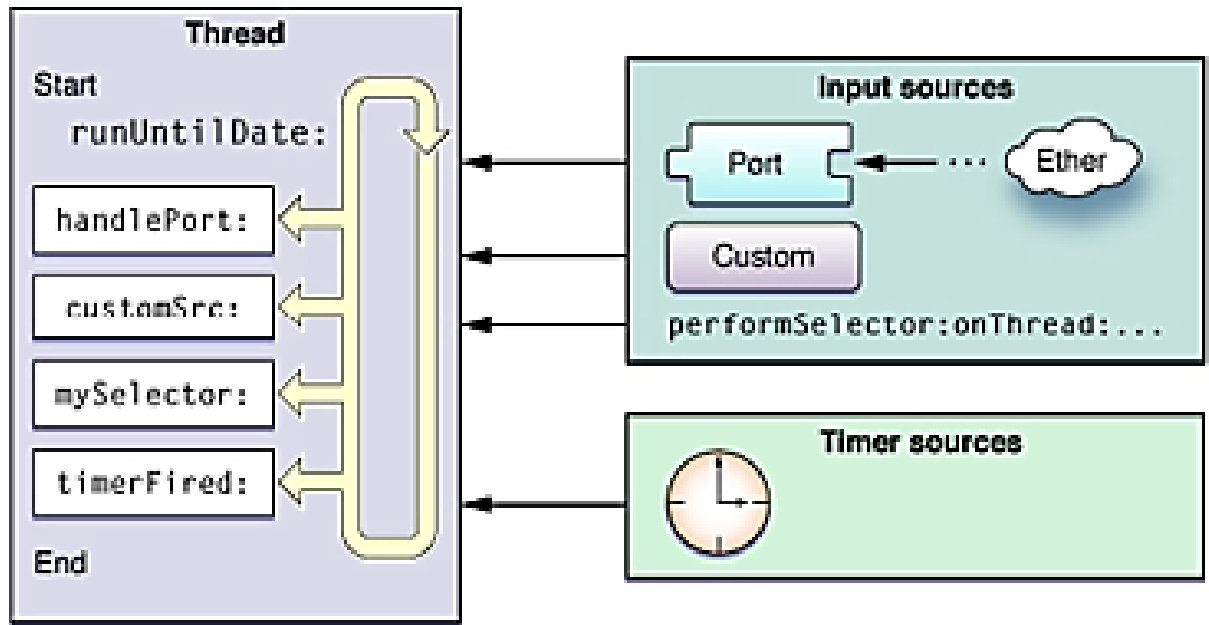 Thread
Start
runUntilDate:
handlePort:
customSrc:
mySelector:
timerFired:
End
Input sources
Port
...
Ether
Custom
performSelector:onThread:...
Timer sources